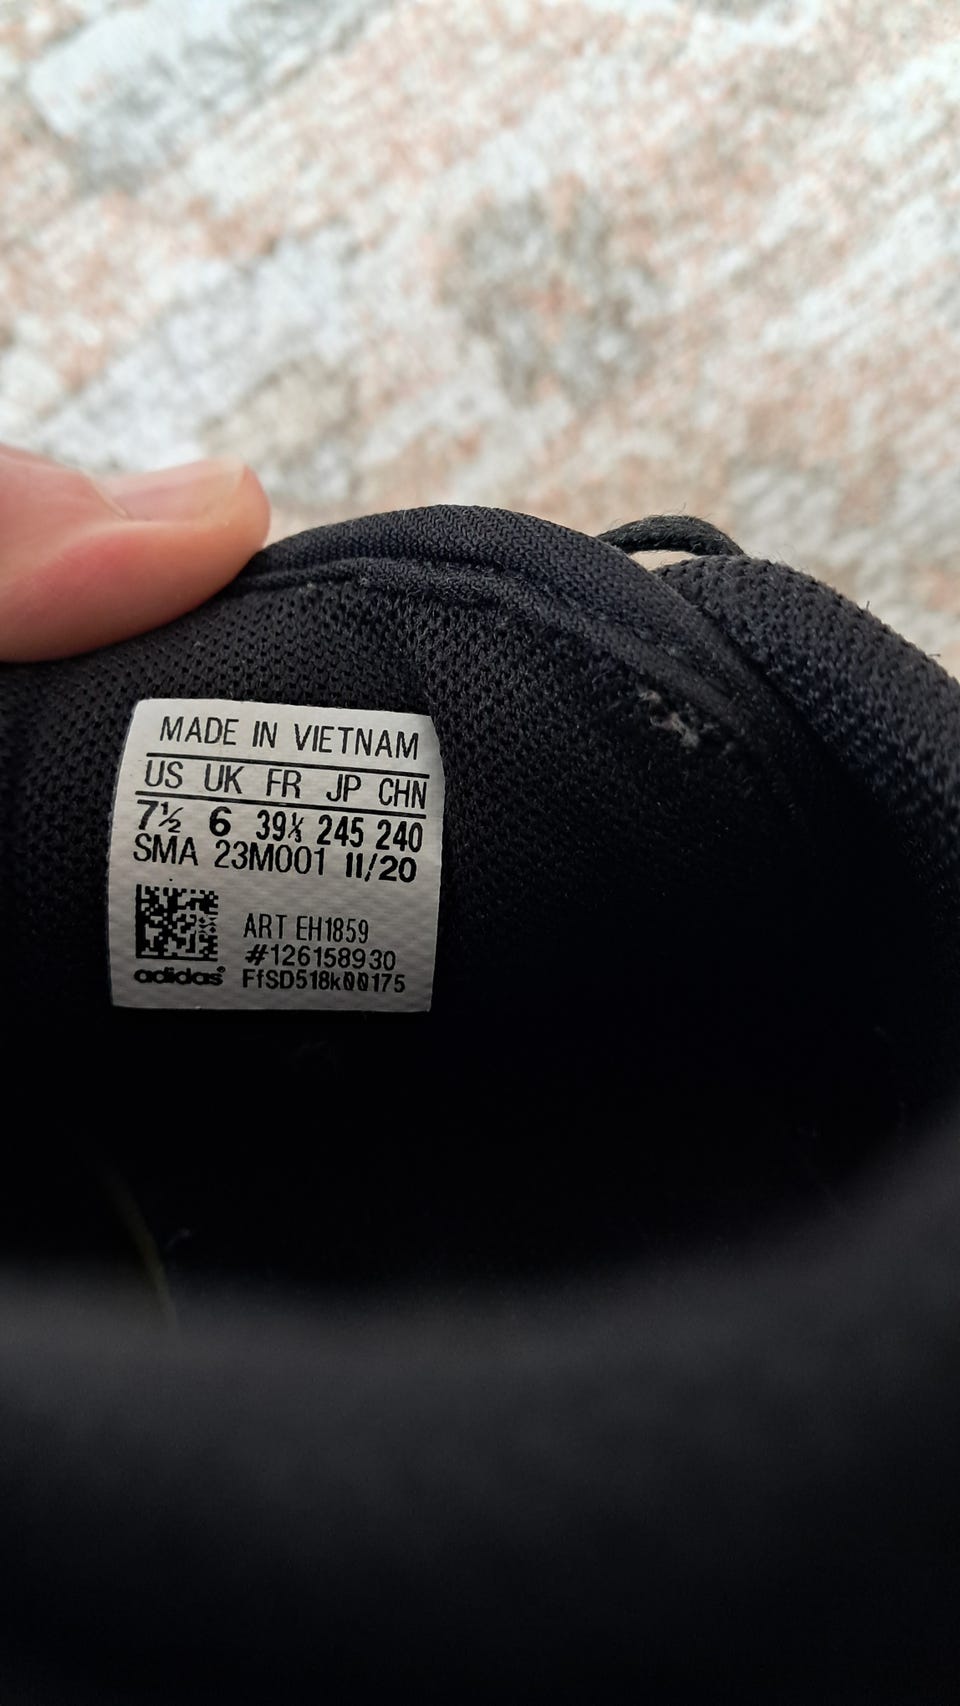 MADE IN VIETNAM
US UK FR JP CHN
7½ 6 39⅓ 245 240
SMA 23M001 11/20
ART EH1859
#126158930
adidas® FfSD518k00175